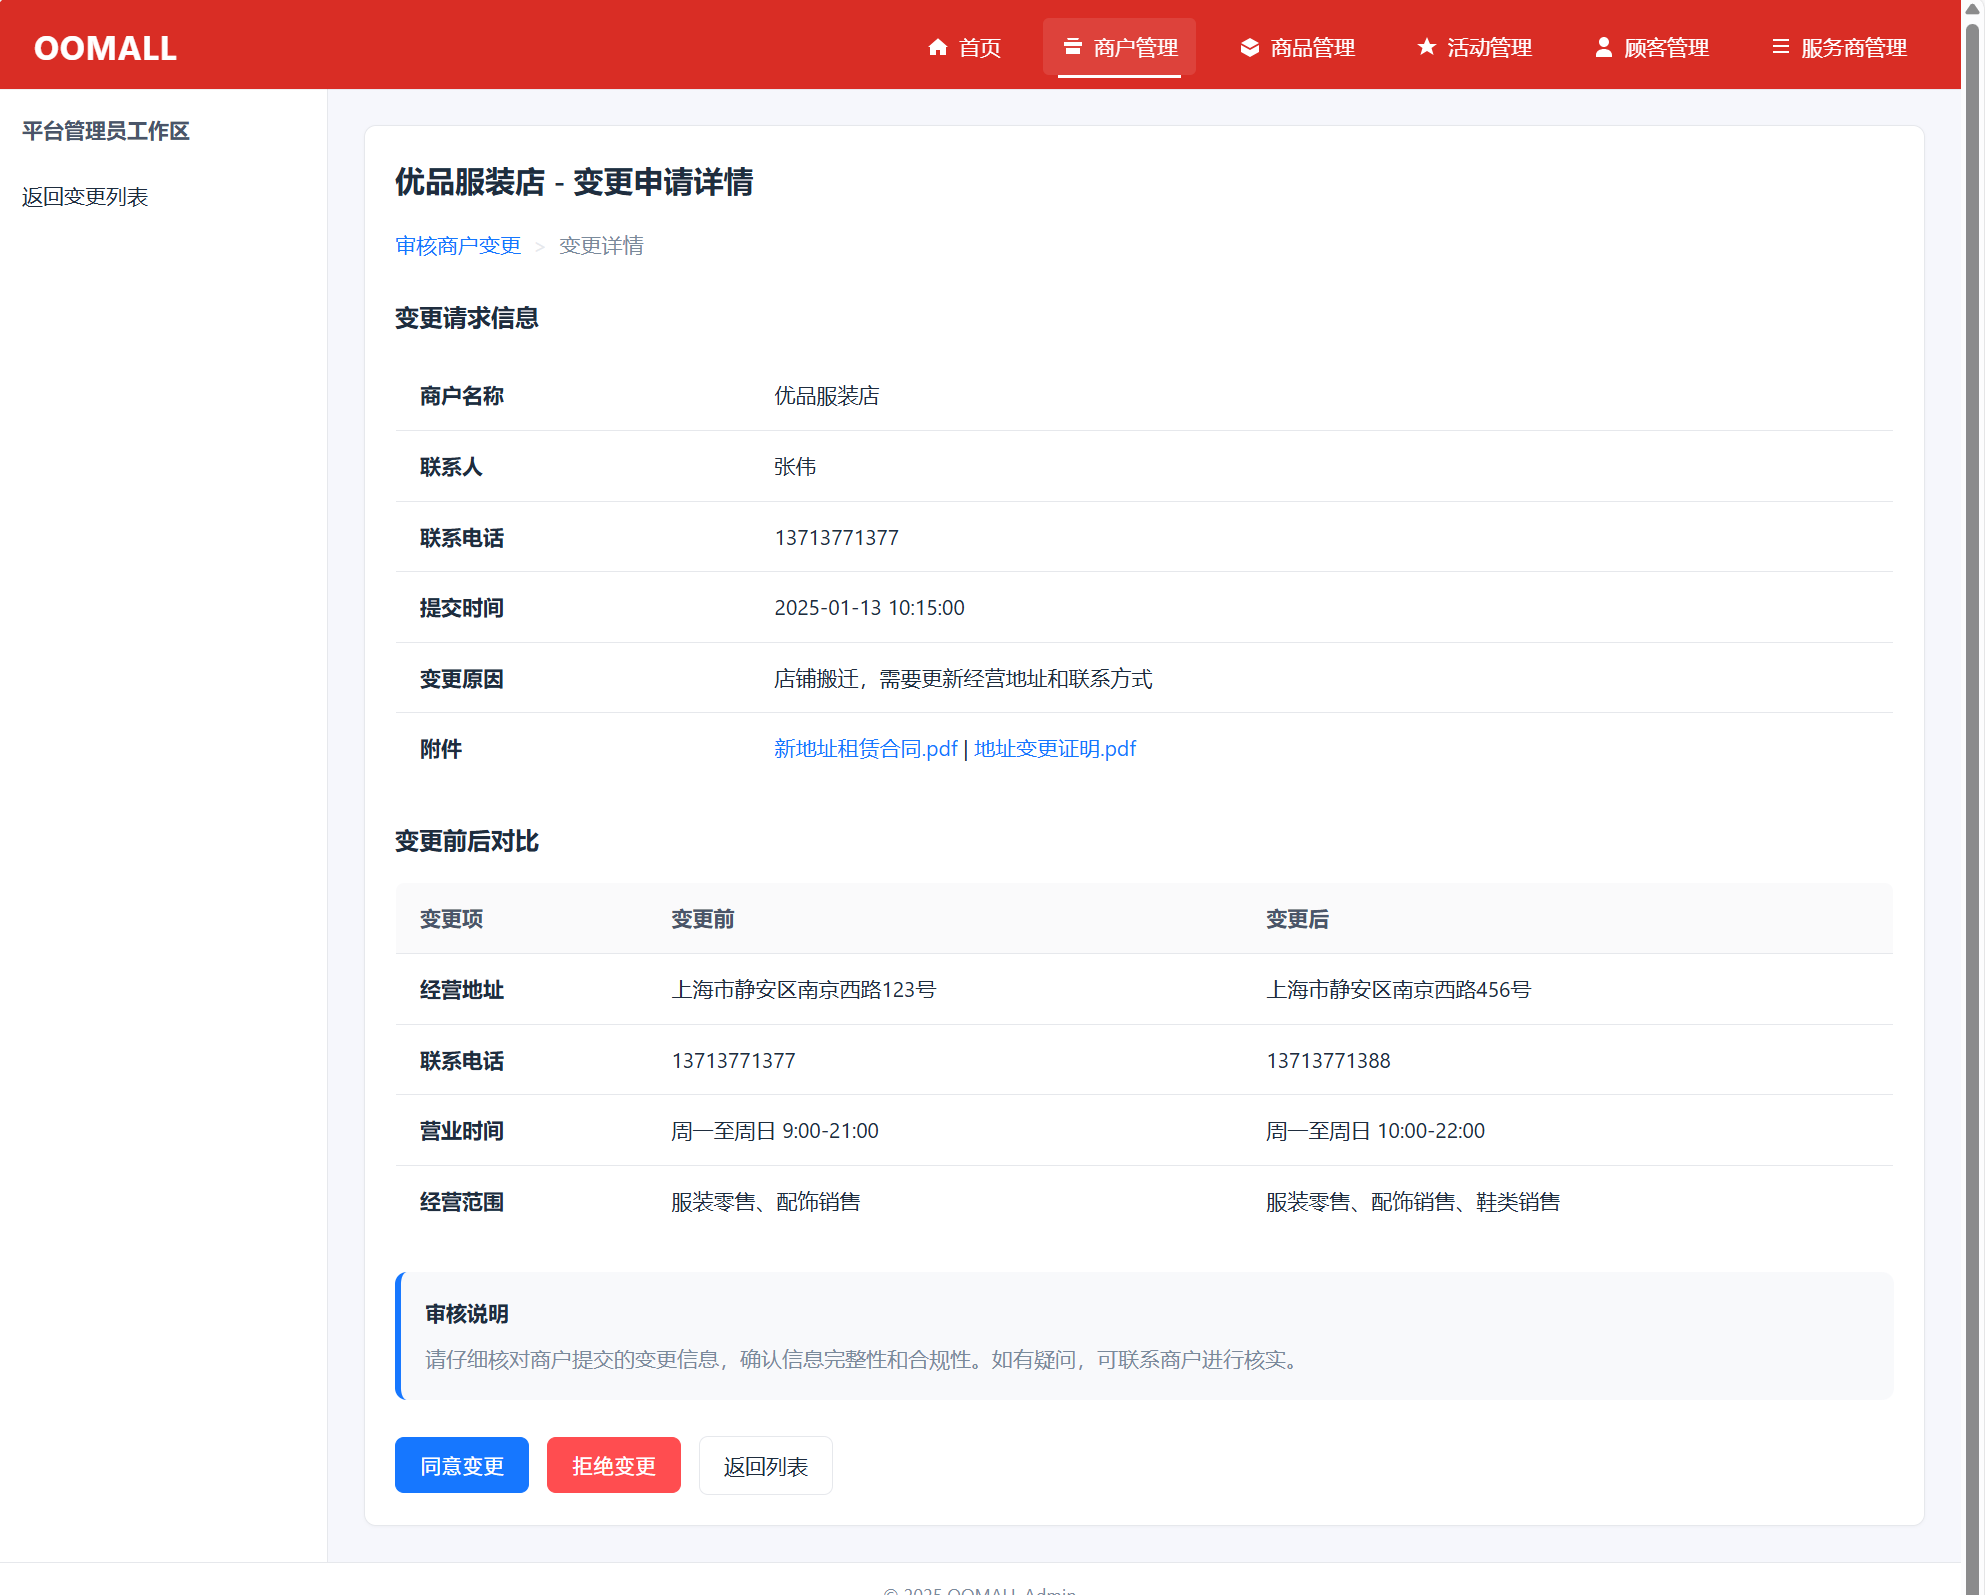 OOMALL
首页 商户管理 商品管理 活动管理 顾客管理 服务商管理
平台管理员工作区
返回变更列表
优品服装店 - 变更申请详情
审核商户变更 > 变更详情
变更请求信息
商户名称 优品服装店
联系人 张伟
联系电话 13713771377
提交时间 2025-01-13 10:15:00
变更原因 店铺搬迁，需要更新经营地址和联系方式
附件 新地址租赁合同.pdf | 地址变更证明.pdf
变更前后对比
变更项 变更前 变更后
经营地址 上海市静安区南京西路123号 上海市静安区南京西路456号
联系电话 13713771377 13713771388
营业时间 周一至周日 9:00-21:00 周一至周日 10:00-22:00
经营范围 服装零售、配饰销售 服装零售、配饰销售、鞋类销售
审核说明
请仔细核对商户提交的变更信息，确认信息完整性和合规性。如有疑问，可联系商户进行核实。
同意变更 拒绝变更 返回列表
© 2025 OOMALL Admin